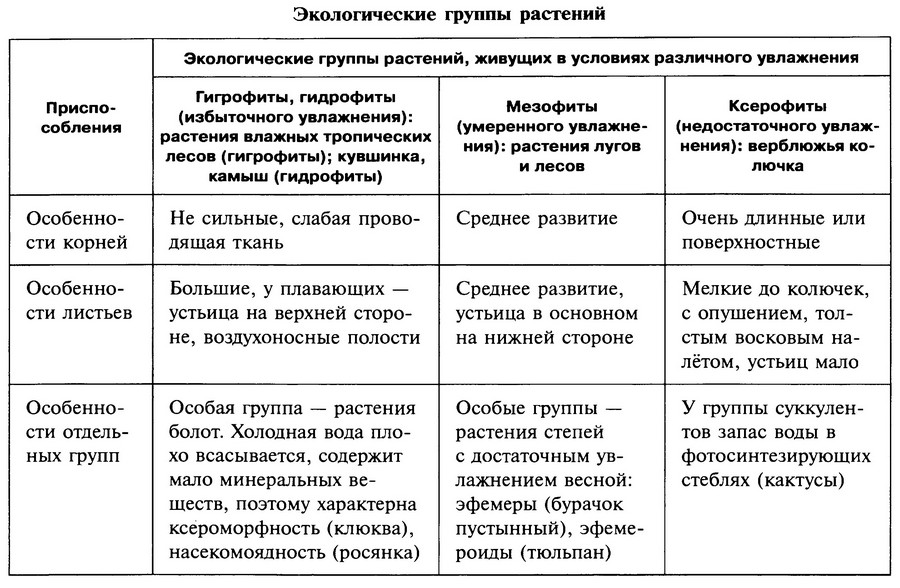 Экологические группы растений
Приспо-
собления
Экологические группы растений, живущих в условиях различного увлажнения
Гигрофиты, гидрофиты
(избыточного увлажнения):
растения влажных тропических
лесов (гигрофиты); кувшинка,
камыш (гидрофиты)
Мезофиты
(умеренного увлажне-
ния): растения лугов
и лесов
Ксерофиты
(недостаточного увлаж-
нения): верблюжья ко-
лючка
Особенно-
сти корней
Не сильные, слабая прово-
дящая ткань
Среднее развитие
Очень длинные или
поверхностные
Особенно-
сти листьев
Большие, у плавающих —
устьица на верхней сторо-
не, воздухоносные полости
Среднее развитие,
устьица в основном
на нижней стороне
Мелкие до колючек,
с опушением, тол-
стым восковым на-
лётом, устьиц мало
Особенно-
сти отдель-
ных групп
Особая группа — растения
болот. Холодная вода пло-
хо всасывается, содержит
мало минеральных ве-
ществ, поэтому характерна
ксероморфность (клюква),
насекомоядность (росянка)
Особые группы —
растения степей
с достаточным ув-
лажнением весной:
эфемеры (бурачок
пустынный), эфеме-
роиды (тюльпан)
У группы суккулен-
тов запас воды в
фотосинтезирующих
стеблях (кактусы)